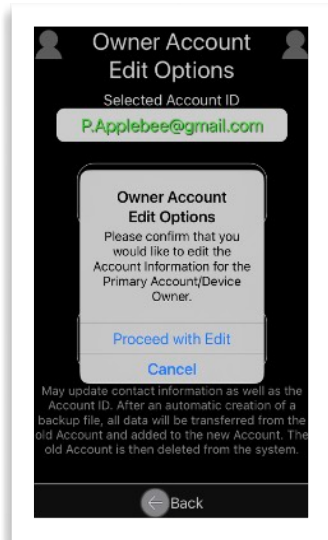 Owner Account
Edit Options
Selected Account ID
P.Applebee@gmail.com
Owner Account
Edit Options
Please confirm that you
would like to edit the
Account Information for the
Primary Account/Device
Owner.
Proceed with Edit
Cancel
May update contact information as well as the
Account ID. After an automatic creation of a
backup file, all data will be transferred from the
old Account and added to the new Account. The
old Account is then deleted from the system.
Back